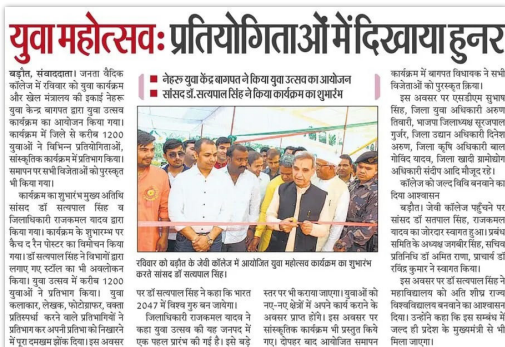 युवा महोत्सव: प्रतियोगिताओं में दिखाया हुनर
■ नेहरू युवा केंद्र बागपत ने किया युवा उत्सव का आयोजन
■ सांसद डॉ. सत्यपाल सिंह ने किया कार्यक्रम का शुभारंभ
बड़ौत, संवाददाता। जनता वैदिक
कॉलेज में रविवार को युवा कार्यक्रम
और खेल मंत्रालय की इकाई नेहरू
युवा केन्द्र बागपत द्वारा युवा उत्सव
कार्यक्रम का आयोजन किया गया।
कार्यक्रम में जिले से करीब 1200
युवाओं ने विभिन्न प्रतियोगिताओं,
सांस्कृतिक कार्यक्रम में प्रतिभाग किया।
समापन पर सभी विजेताओं को पुरस्कृत
भी किया गया।
कार्यक्रम का शुभारंभ मुख्य अतिथि
सांसद डॉ सत्यपाल सिंह व
जिलाधिकारी राजकमल यादव द्वारा
किया गया। कार्यक्रम के शुभारम्भ पर
कैच द रैन पोस्टर का विमोचन किया
गया। डॉ सत्यपाल सिंह ने विभागों द्वारा
लगाए गए स्टॉल का भी अवलोकन
किया। युवा उत्सव में करीब 1200
युवाओं ने प्रतिभाग किया। युवा
कलाकार, लेखक, फोटोग्राफर, वक्ता
प्रतिस्पर्धा करने वाले प्रतिभागियों ने
प्रतिभाग कर अपनी प्रतिभा को निखारने
में पूरा दमखम झोंक दिया। इस अवसर
रविवार को बड़ौत के जेवी कॉलेज में आयोजित युवा महोत्सव कार्यक्रम का शुभारंभ
करते सांसद डॉ सत्यपाल सिंह।
पर डॉ सत्यपाल सिंह ने कहा कि भारत
2047 में विश्व गुरु बन जायेगा।
जिलाधिकारी राजकमल यादव ने
कहा युवा उत्सव की यह जनपद में
एक पहल प्रारंभ की गई है। इसे बड़े
स्तर पर भी कराया जाएगा। युवाओं को
नए-नए क्षेत्रों में अपने कार्य कराने के
अवसर प्राप्त होंगे। इस अवसर पर
सांस्कृतिक कार्यक्रम भी प्रस्तुत किये
गए। दोपहर बाद आयोजित समापन
कार्यक्रम में बागपत विधायक ने सभी
विजेताओं को पुरस्कृत किया।
इस अवसर पर एसडीएम सुभाष
सिंह, जिला युवा अधिकारी अरुण
तिवारी, भाजपा जिलाध्यक्ष सूरजपाल
गुर्जर, जिला उद्यान अधिकारी दिनेश
अरुण, जिला कृषि अधिकारी बाल
गोविंद यादव, जिला खादी ग्रामोद्योग
अधिकारी संदीप आदि मौजूद रहे।
कॉलेज को जल्द विवि बनवाने का
दिया आश्वासन
बड़ौत। जेवी कॉलेज पहुँचने पर
सांसद डॉ सतपाल सिंह, राजकमल
यादव का जोरदार स्वागत हुआ। प्रबंध
समिति के अध्यक्ष जगबीर सिंह, सचिव
प्रतिनिधि डॉ अमित राणा, प्राचार्य डॉ
रविंद्र कुमार ने स्वागत किया।
इस अवसर पर डॉ सत्यपाल सिंह ने
महाविद्यालय को अति शीघ्र राज्य
विश्वविद्यालय बनवाने का आश्वासन
दिया। उन्होंने कहा कि इस सम्बंध में
जल्द ही प्रदेश के मुख्यमंत्री से भी
मिला जाएगा।